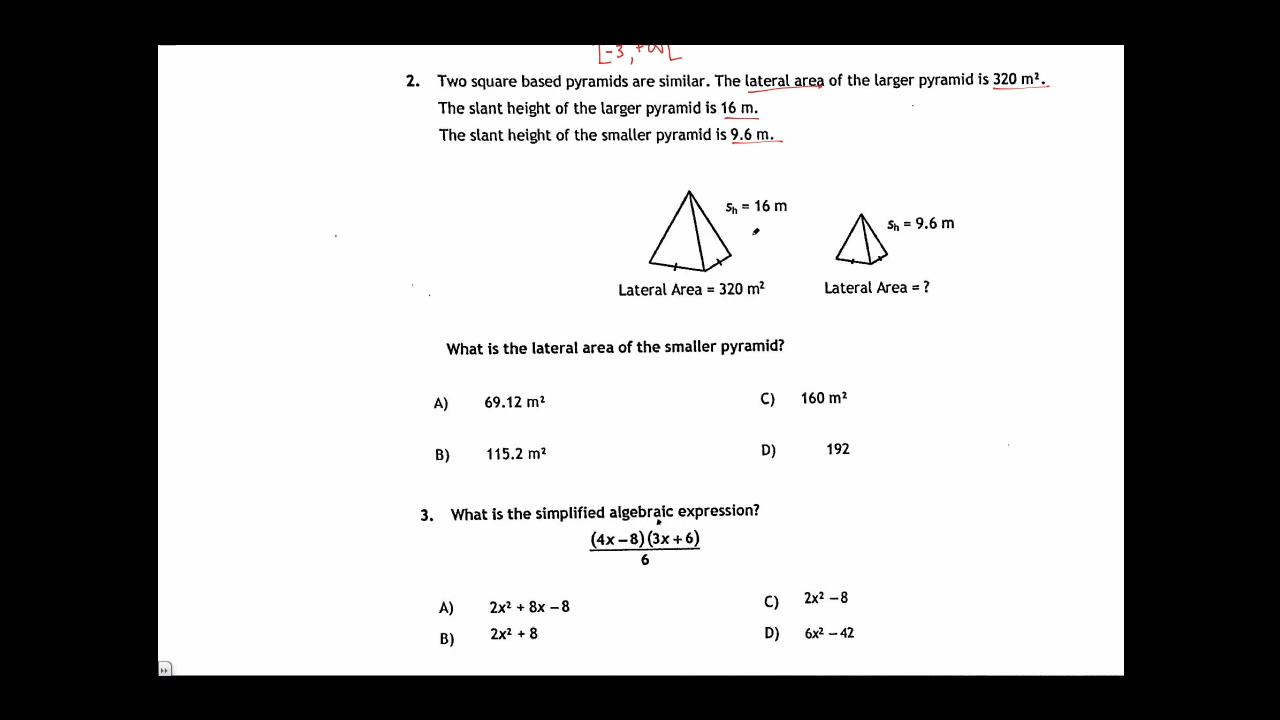 [-3, +∞[
2. Two square based pyramids are similar. The lateral area of the larger pyramid is 320 m².
The slant height of the larger pyramid is 16 m.
The slant height of the smaller pyramid is 9.6 m.
sₕ = 16 m
sₕ = 9.6 m
Lateral Area = 320 m²
Lateral Area = ?
What is the lateral area of the smaller pyramid?
A) 69.12 m²
C) 160 m²
B) 115.2 m²
D) 192
3. What is the simplified algebraic expression?
(4x – 8) (3x + 6)
6
A) 2x² + 8x – 8
C) 2x² – 8
B) 2x² + 8
D) 6x² – 42